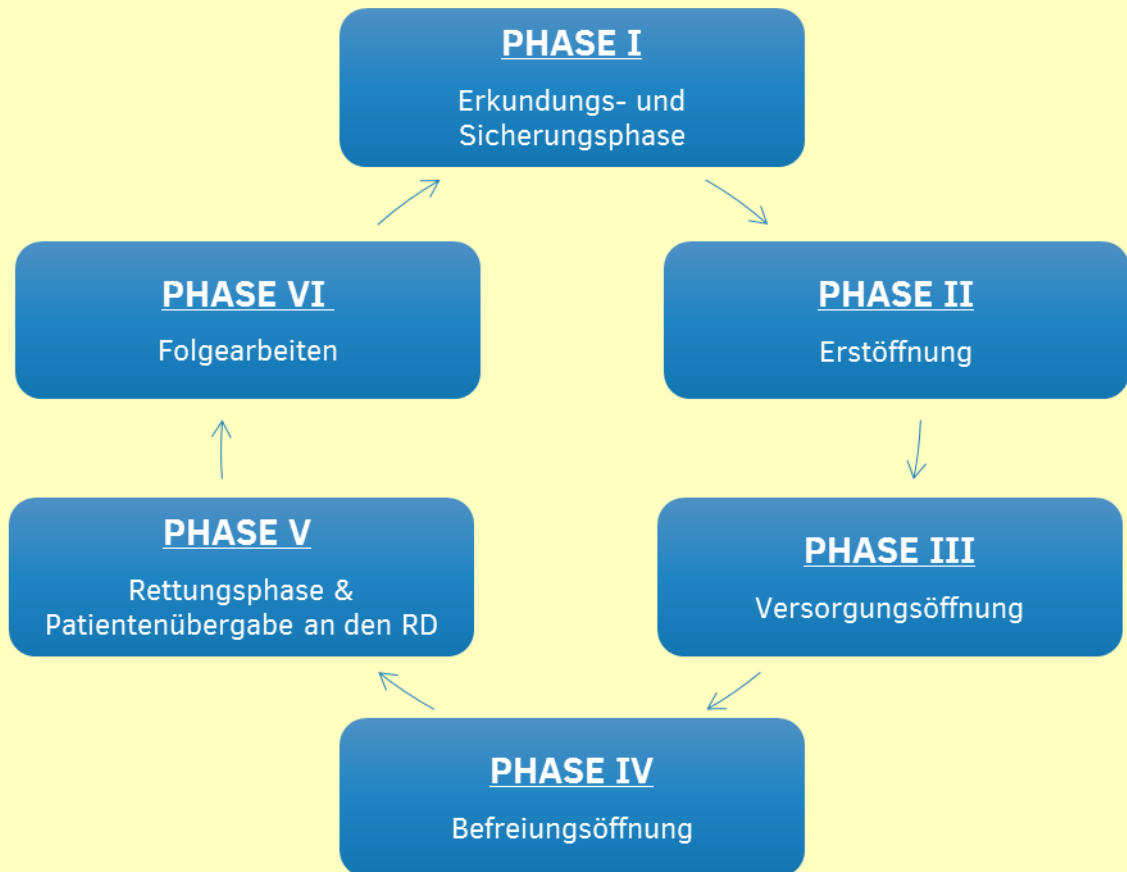 PHASE I
Erkundungs- und
Sicherungsphase
PHASE II
Erstöffnung
PHASE III
Versorgungsöffnung
PHASE IV
Befreiungsöffnung
PHASE V
Rettungsphase &
Patientenübergabe an den RD
PHASE VI
Folgearbeiten